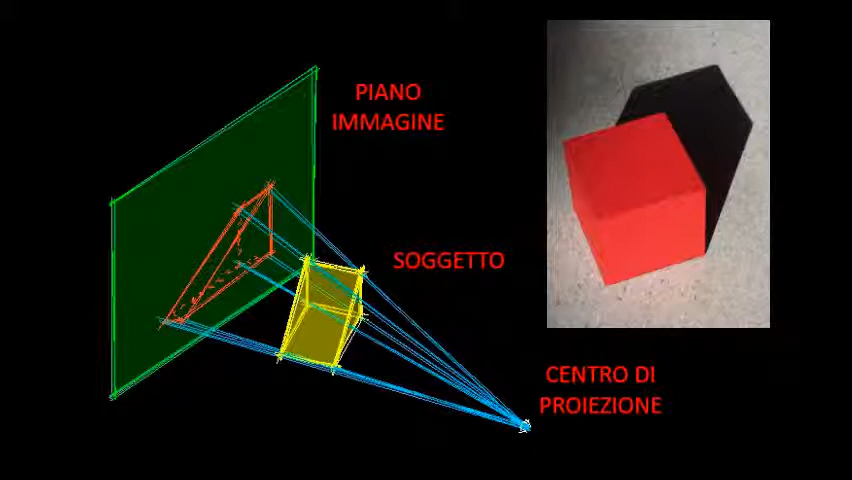 PIANO
IMMAGINE
SOGGETTO
CENTRO DI
PROIEZIONE